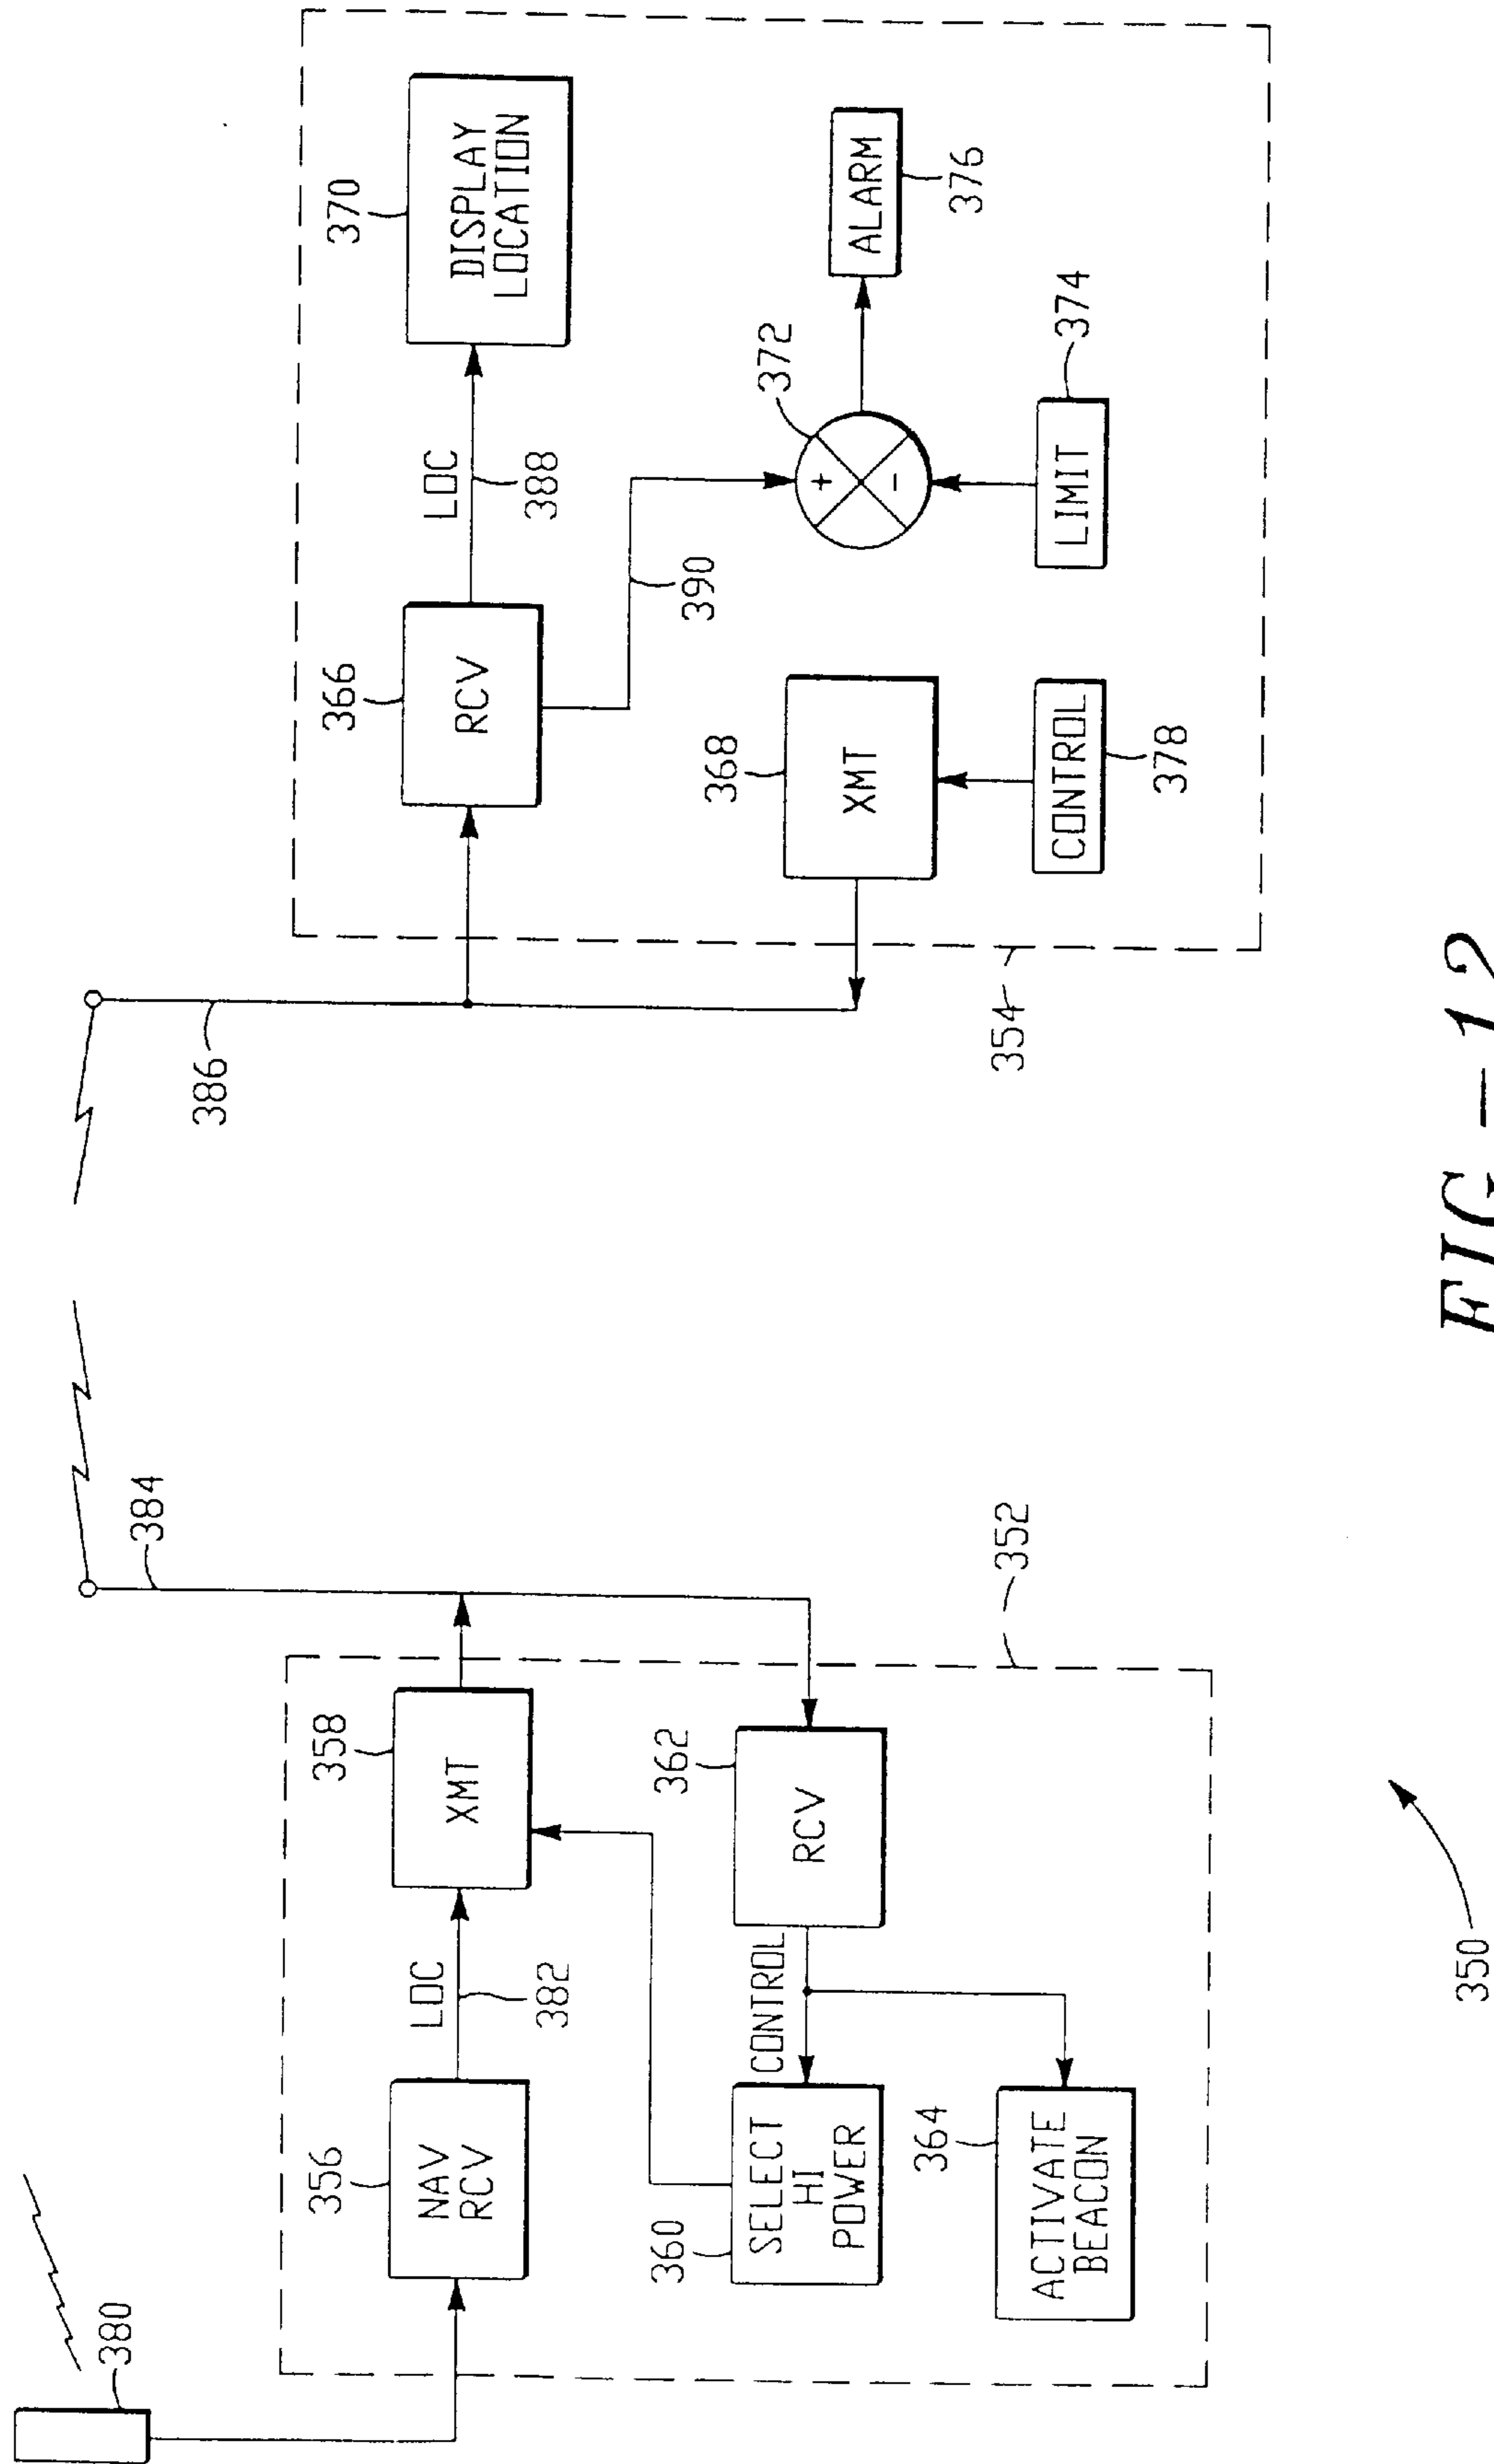 380
356
NAV
RCV
LOC
382
358
XMT
384
360
SELECT
HI
POWER
CONTROL
362
RCV
364
ACTIVATE
BEACON
352
350
386
366
RCV
LOC
388
370
DISPLAY
LOCATION
390
368
XMT
372
+
-
ALARM
376
CONTROL
378
LIMIT
374
354
FIG-12